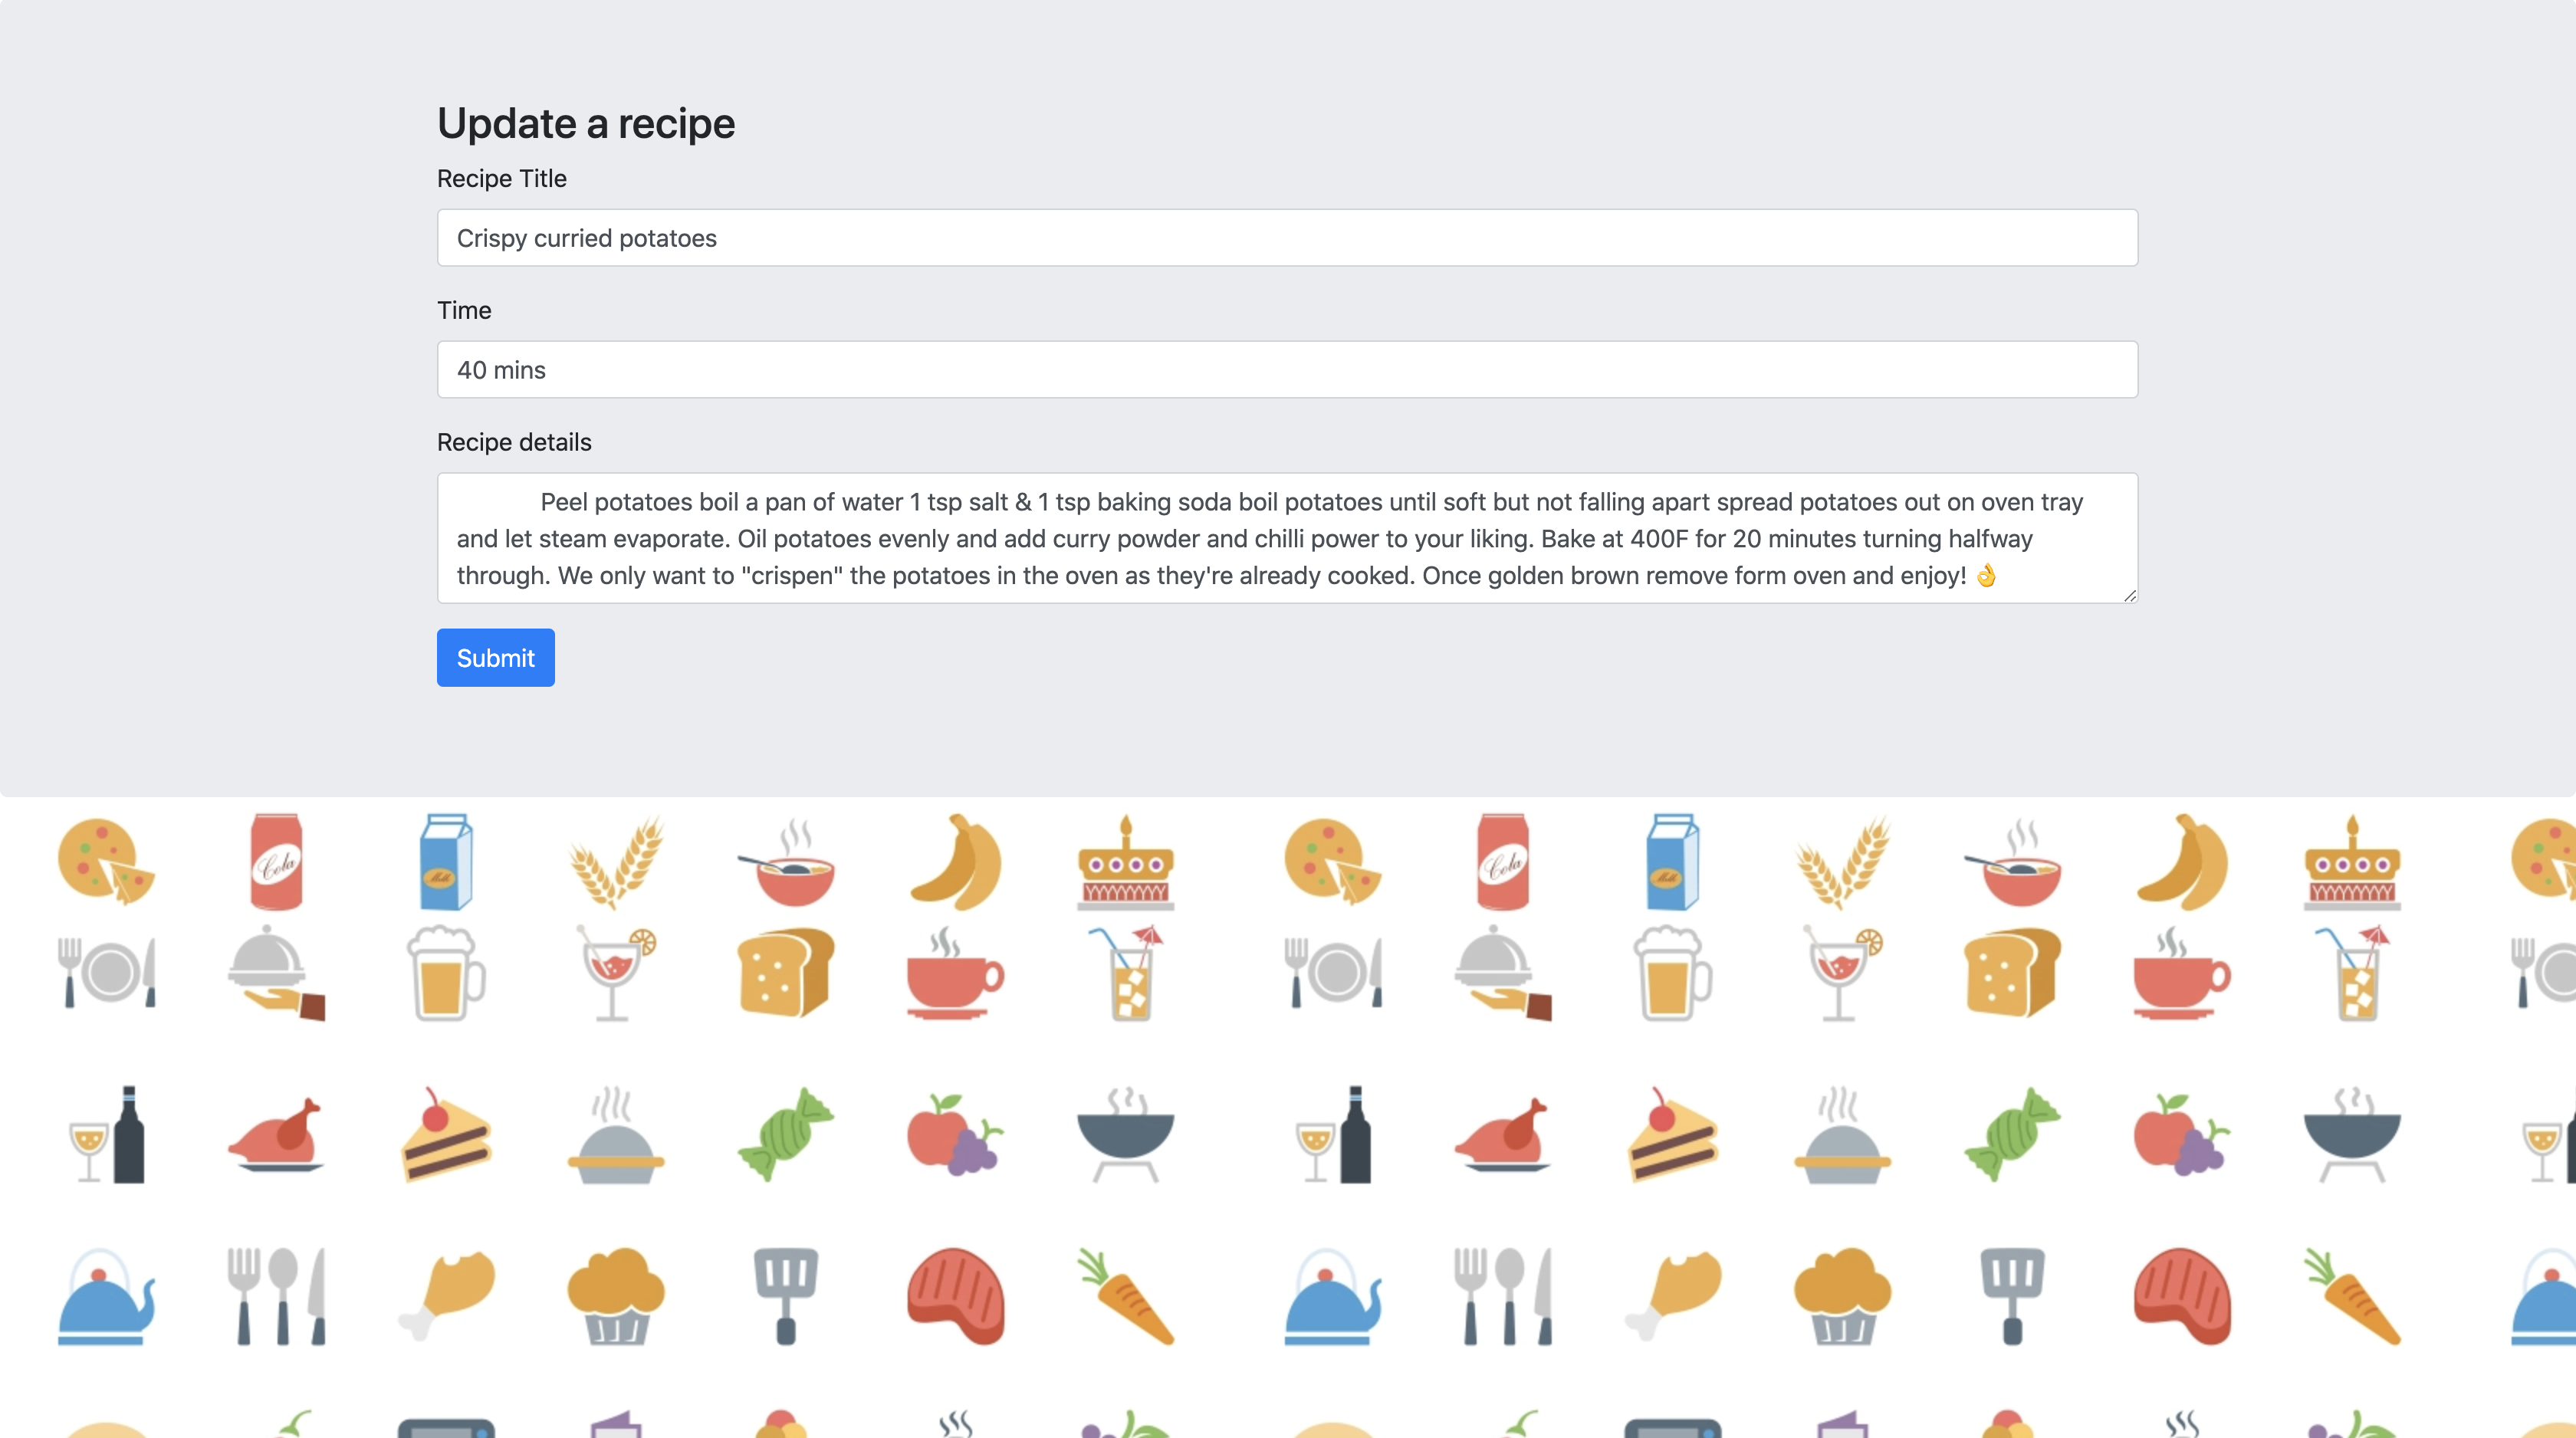 Update a recipe
Recipe Title
Crispy curried potatoes
Time
40 mins
Recipe details
Peel potatoes boil a pan of water 1 tsp salt & 1 tsp baking soda boil potatoes until soft but not falling apart spread potatoes out on oven tray
and let steam evaporate. Oil potatoes evenly and add curry powder and chilli power to your liking. Bake at 400F for 20 minutes turning halfway
through. We only want to "crispen" the potatoes in the oven as they're already cooked. Once golden brown remove form oven and enjoy! 👌
Submit
Cola
Milk
Cola
Milk